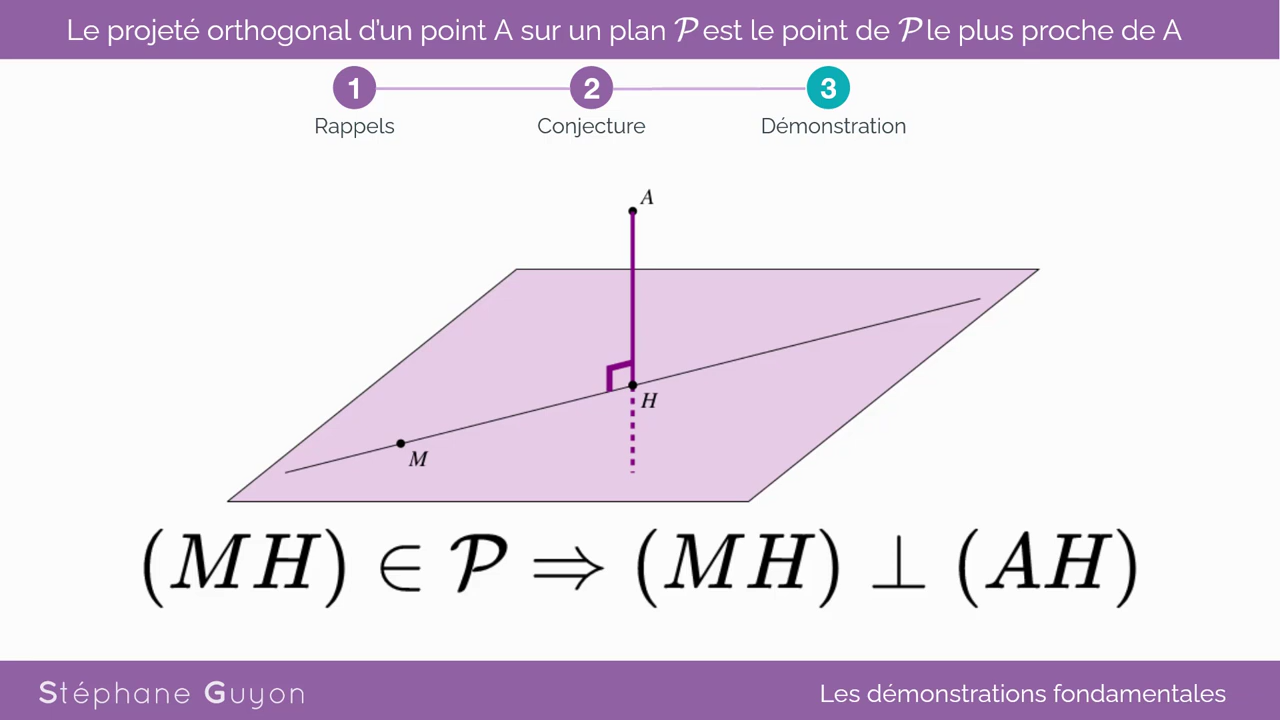 Le projeté orthogonal d'un point A sur un plan 𝒫 est le point de 𝒫 le plus proche de A
1 2 3
Rappels Conjecture Démonstration
A
H
M
(MH) ∈ 𝒫 ⇒ (MH) ⊥ (AH)
Stéphane Guyon Les démonstrations fondamentales